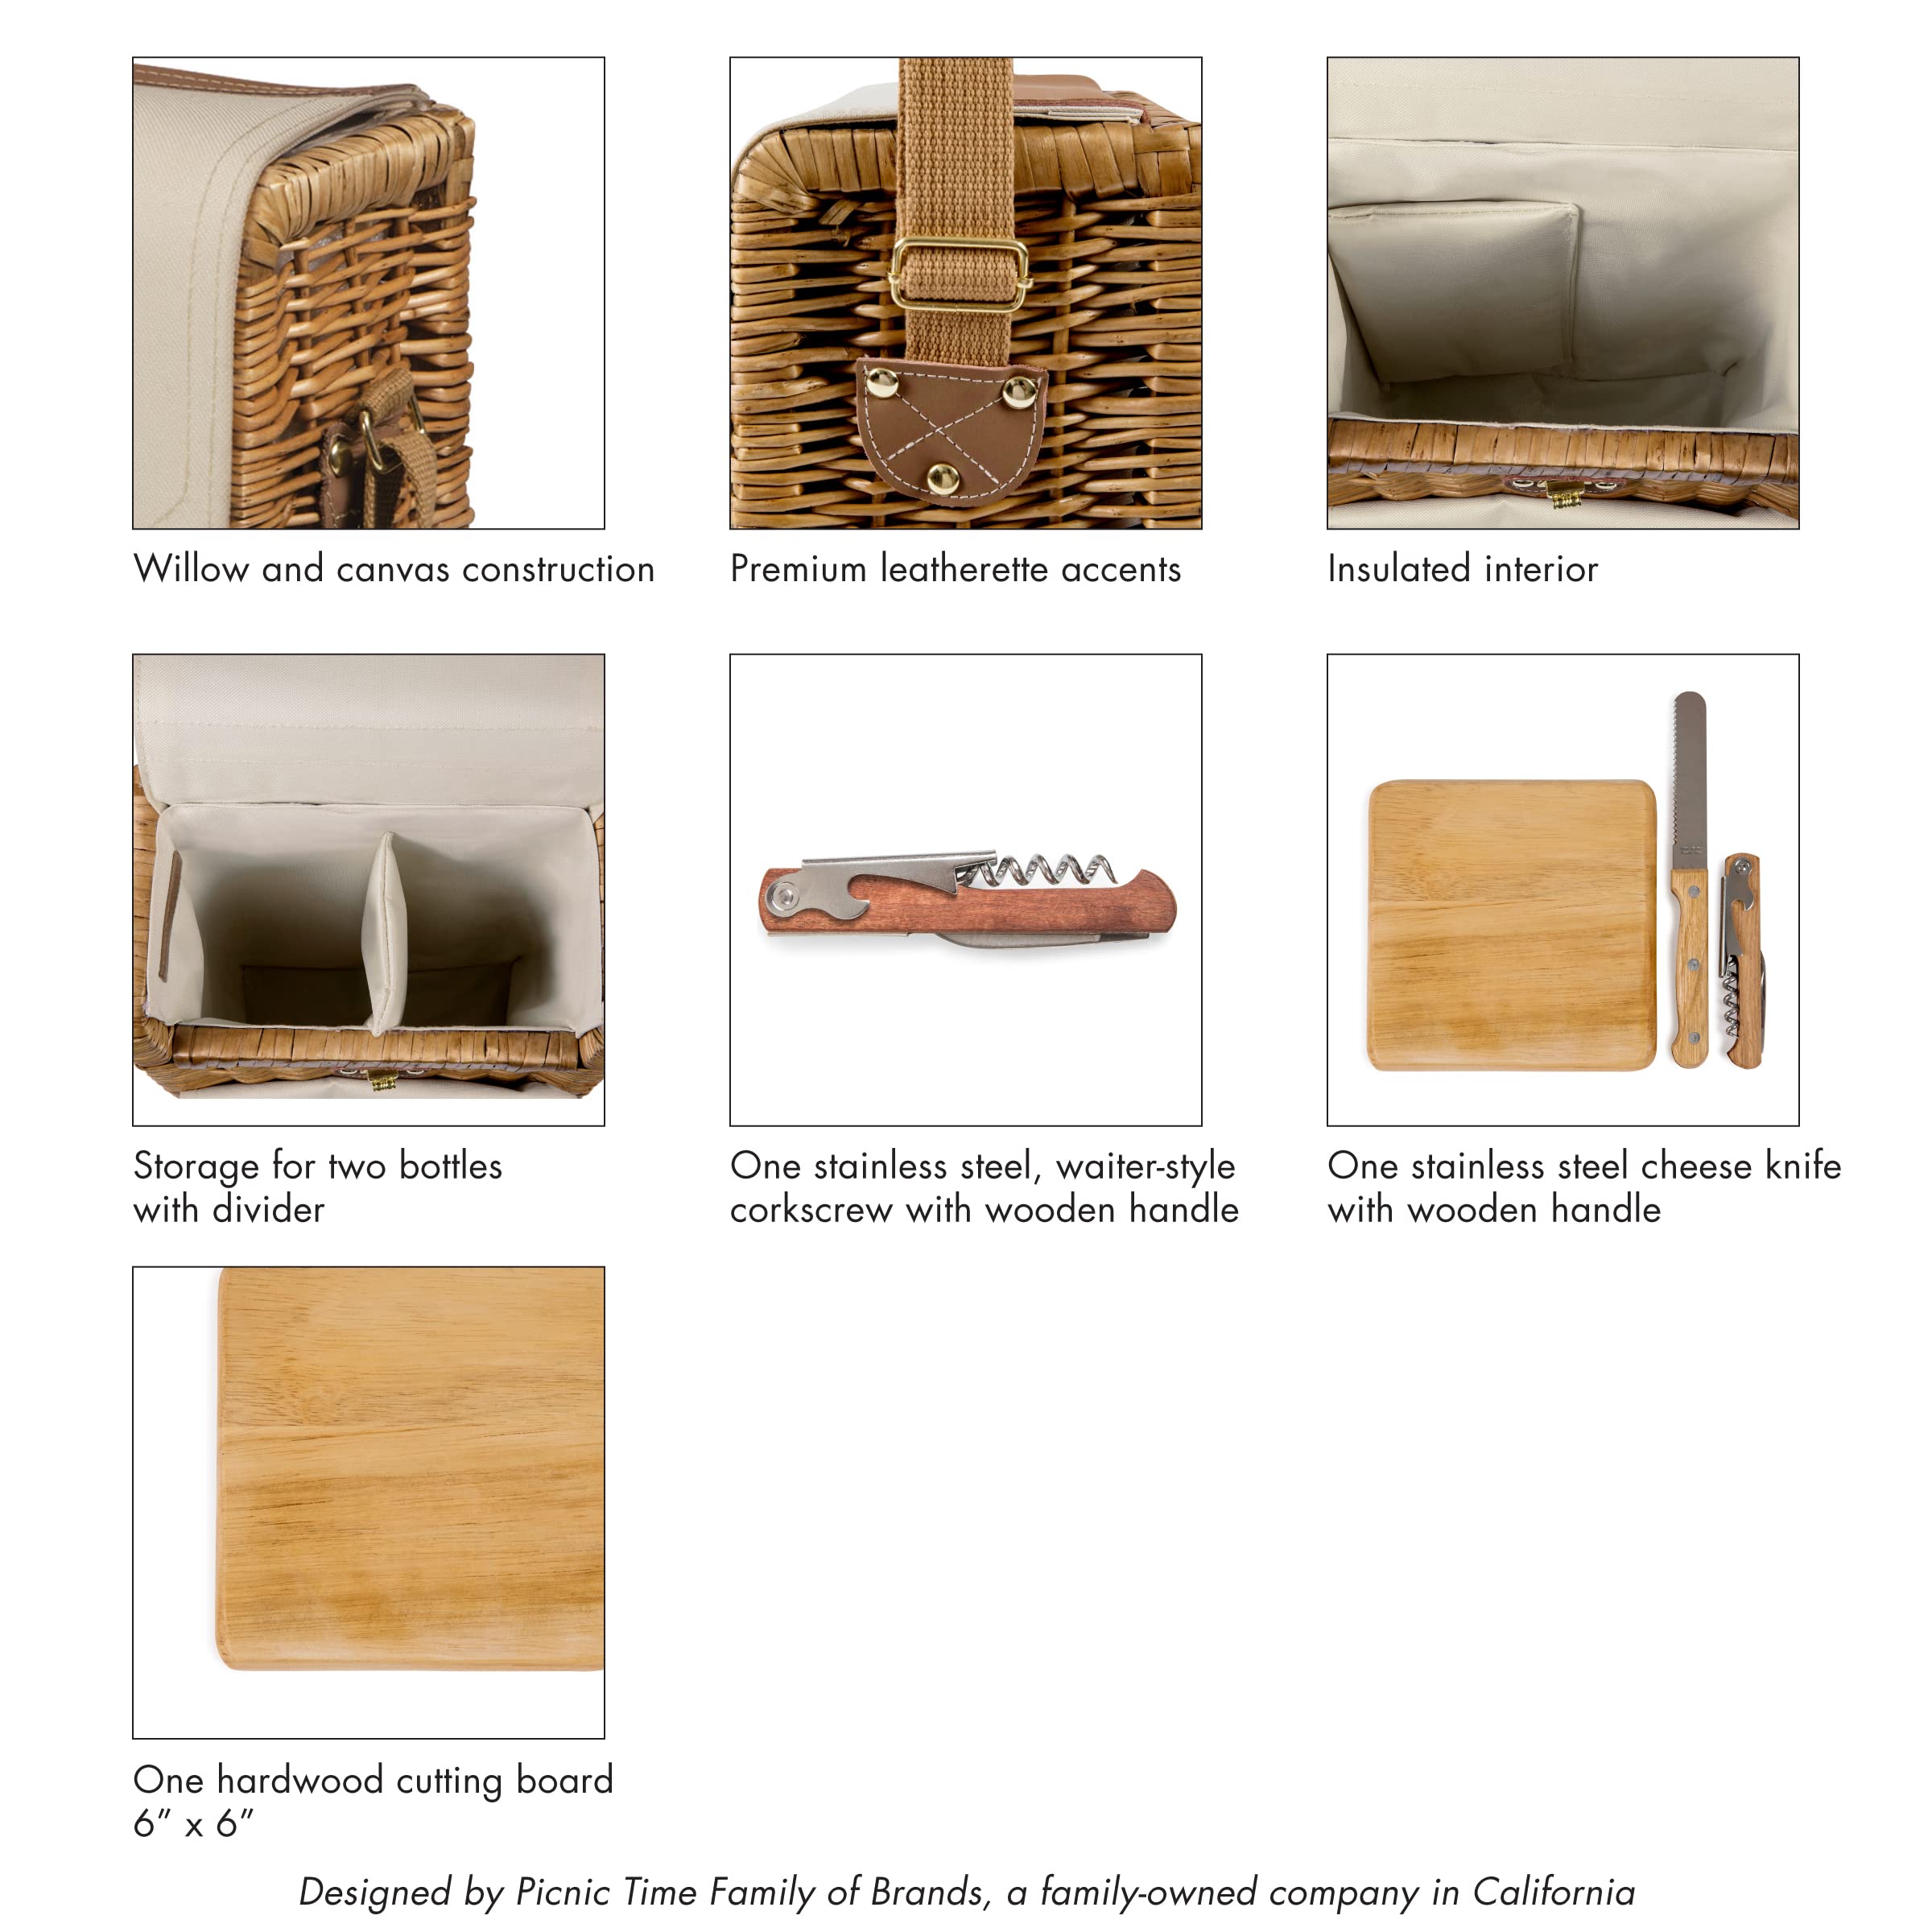 Willow and canvas construction
Premium leatherette accents
Insulated interior
Storage for two bottles
with divider
One stainless steel, waiter-style
corkscrew with wooden handle
One stainless steel cheese knife
with wooden handle
One hardwood cutting board
6” x 6”
Designed by Picnic Time Family of Brands, a family-owned company in California